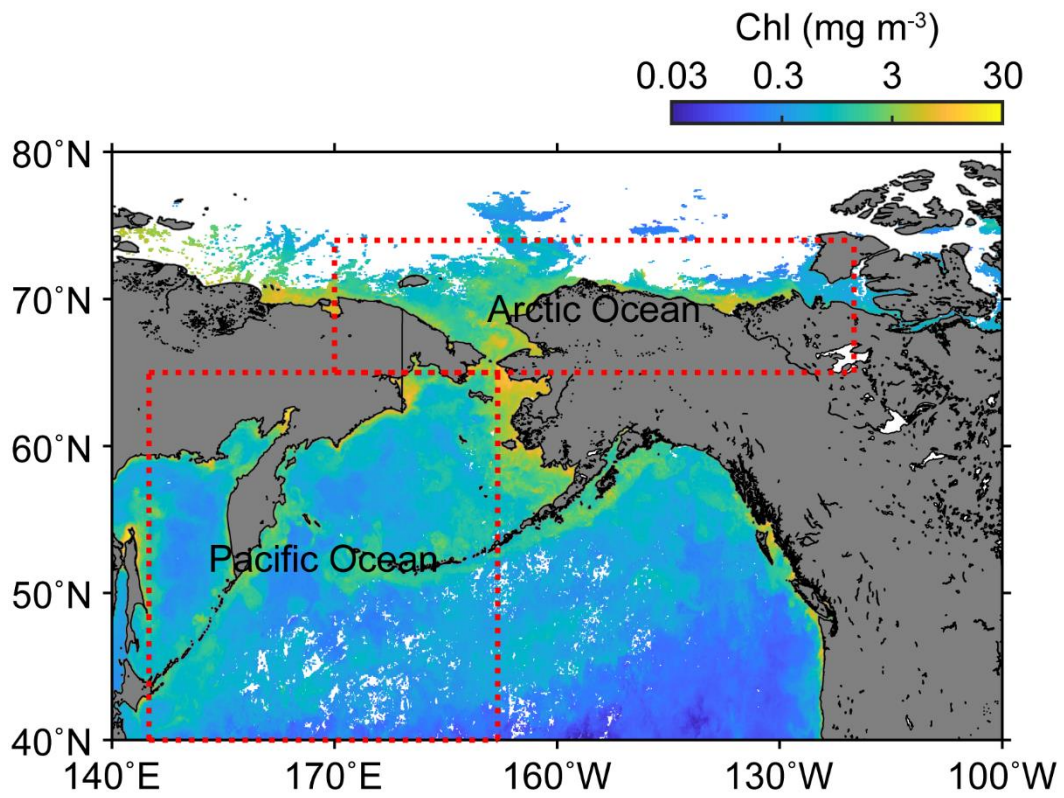 Chl (mg m⁻³)
0.03 0.3 3 30
80°N
70°N
Arctic Ocean
60°N
Pacific Ocean
50°N
40°N
140°E 170°E 160°W 130°W 100°W